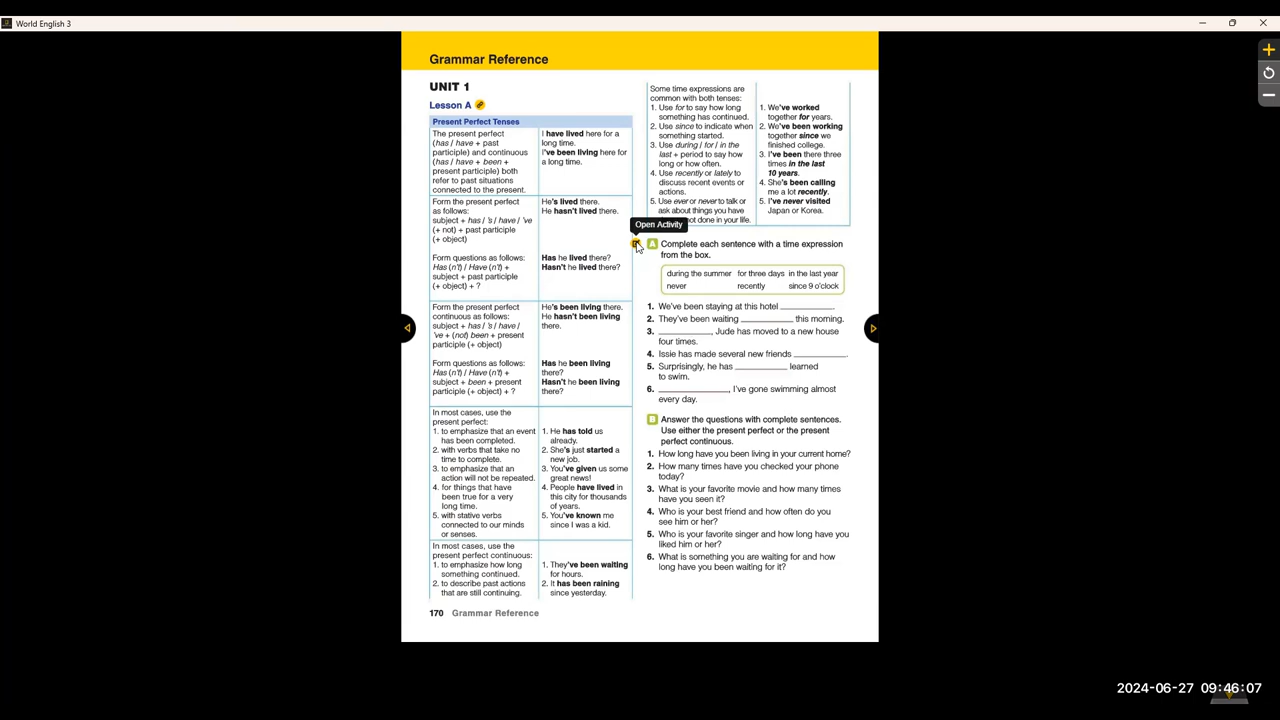 World English 3
Grammar Reference
UNIT 1
Lesson A
Present Perfect Tenses
The present perfect
(has / have + past
participle) and continuous
(has / have + been +
present participle) both
refer to past situations
connected to the present.
I have lived here for a
long time.
I've been living here for
a long time.
Form the present perfect
as follows:
subject + has / 's / have / 've
(+ not) + past participle
(+ object)
He's lived there.
He hasn't lived there.
Form questions as follows:
Has (n't) / Have (n't) +
subject + past participle
(+ object) + ?
Has he lived there?
Hasn't he lived there?
Form the present perfect
continuous as follows:
subject + has / 's / have /
've + (not) been + present
participle (+ object)
He's been living there.
He hasn't been living
there.
Form questions as follows:
Has (n't) / Have (n't) +
subject + been + present
participle (+ object) + ?
Has he been living
there?
Hasn't he been living
there?
In most cases, use the
present perfect:
1. to emphasize that an event
has been completed.
2. with verbs that take no
time to complete.
3. to emphasize that an
action will not be repeated.
4. for things that have
been true for a very
long time.
5. with stative verbs
connected to our minds
or senses.
1. He has told us
already.
2. She's just started a
new job.
3. You've given us some
great news!
4. People have lived in
this city for thousands
of years.
5. You've known me
since I was a kid.
In most cases, use the
present perfect continuous:
1. to emphasize how long
something continued.
2. to describe past actions
that are still continuing.
1. They've been waiting
for hours.
2. It has been raining
since yesterday.
170 Grammar Reference
Some time expressions are
common with both tenses:
1. Use for to say how long
something has continued.
2. Use since to indicate when
something started.
3. Use during / for / in the
last + period to say how
long or how often.
4. Use recently or lately to
discuss recent events or
actions.
5. Use ever or never to talk or
ask about things you have
not done in your life.
1. We've worked
together for years.
2. We've been working
together since we
finished college.
3. I've been there three
times in the last
10 years.
4. She's been calling
me a lot recently.
5. I've never visited
Japan or Korea.
Open Activity
A Complete each sentence with a time expression
from the box.
during the summer for three days in the last year
never recently since 9 o'clock
1. We've been staying at this hotel ____________.
2. They've been waiting ____________ this morning.
3. ____________, Jude has moved to a new house
four times.
4. Issie has made several new friends ____________.
5. Surprisingly, he has ____________ learned
to swim.
6. ____________, I've gone swimming almost
every day.
B Answer the questions with complete sentences.
Use either the present perfect or the present
perfect continuous.
1. How long have you been living in your current home?
2. How many times have you checked your phone
today?
3. What is your favorite movie and how many times
have you seen it?
4. Who is your best friend and how often do you
see him or her?
5. Who is your favorite singer and how long have you
liked him or her?
6. What is something you are waiting for and how
long have you been waiting for it?
2024-06-27 09:46:07